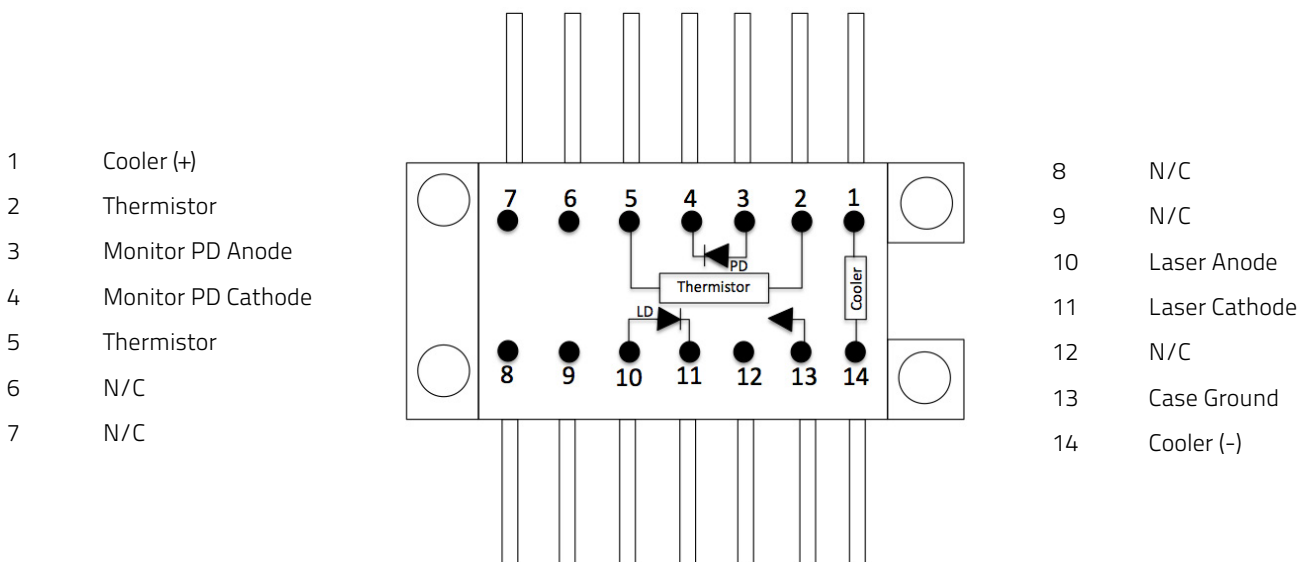 1 Cooler (+)
2 Thermistor
3 Monitor PD Anode
4 Monitor PD Cathode
5 Thermistor
6 N/C
7 N/C
7 6 5 4 3 2 1
PD
Thermistor
Cooler
LD
8 9 10 11 12 13 14
8 N/C
9 N/C
10 Laser Anode
11 Laser Cathode
12 N/C
13 Case Ground
14 Cooler (-)